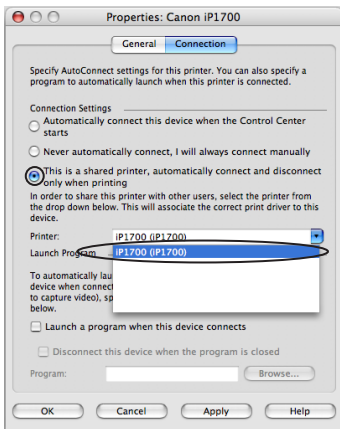 Properties: Canon iP1700
General Connection
Specify AutoConnect settings for this printer. You can also specify a
program to automatically launch when this printer is connected.
Connection Settings
Automatically connect this device when the Control Center
starts
Never automatically connect, I will always connect manually
This is a shared printer, automatically connect and disconnect
only when printing
In order to share this printer with other users, select the printer from
the drop down below. This will associate the correct print driver to this
device.
Printer: iP1700 (iP1700)
Launch Program iP1700 (iP1700)
To automatically lau
device when connect
to capture video), sp
below.
Launch a program when this device connects
Disconnect this device when the program is closed
Program: Browse...
OK Cancel Apply Help